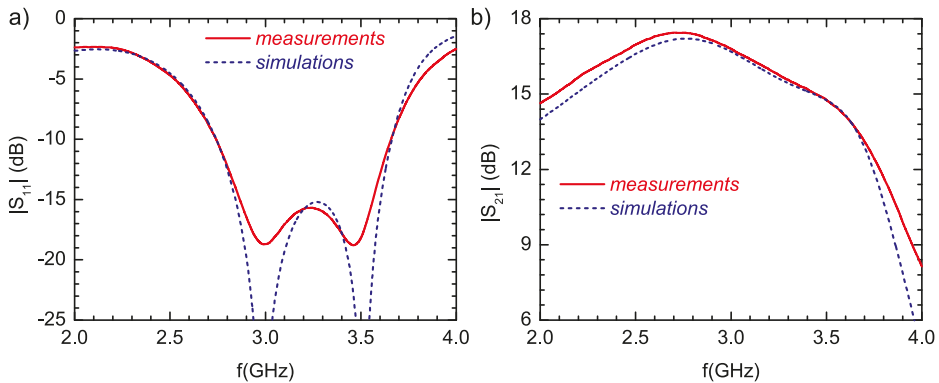 a)
|S11| (dB)
0
-5
-10
-15
-20
-25
measurements
simulations
2.0 2.5 3.0 3.5 4.0
f(GHz)
b)
|S21| (dB)
18
15
12
9
6
measurements
simulations
2.0 2.5 3.0 3.5 4.0
f(GHz)